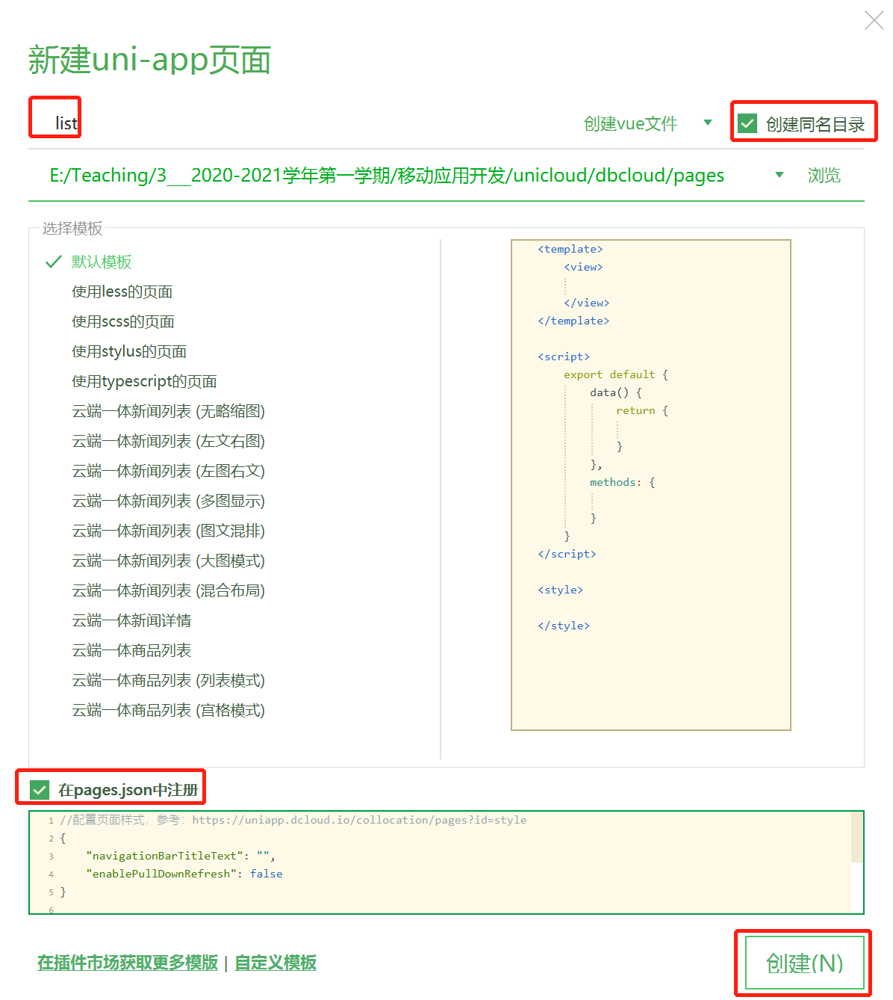 新建uni-app页面
list
创建vue文件
创建同名目录
E:/Teaching/3___2020-2021学年第一学期/移动应用开发/unicloud/dbcloud/pages
浏览
选择模板
默认模板
使用less的页面
使用scss的页面
使用stylus的页面
使用typescript的页面
云端一体新闻列表 (无略缩图)
云端一体新闻列表 (左文右图)
云端一体新闻列表 (左图右文)
云端一体新闻列表 (多图显示)
云端一体新闻列表 (图文混排)
云端一体新闻列表 (大图模式)
云端一体新闻列表 (混合布局)
云端一体新闻详情
云端一体商品列表
云端一体商品列表 (列表模式)
云端一体商品列表 (宫格模式)
<template>
<view>
</view>
</template>
<script>
export default {
data() {
return {
}
},
methods: {
}
}
</script>
<style>
</style>
在pages.json中注册
1 //配置页面样式，参考：https://uniapp.dcloud.io/collocation/pages?id=style
2 {
3 "navigationBarTitleText": "",
4 "enablePullDownRefresh": false
5 }
6
在插件市场获取更多模版 | 自定义模板
创建(N)